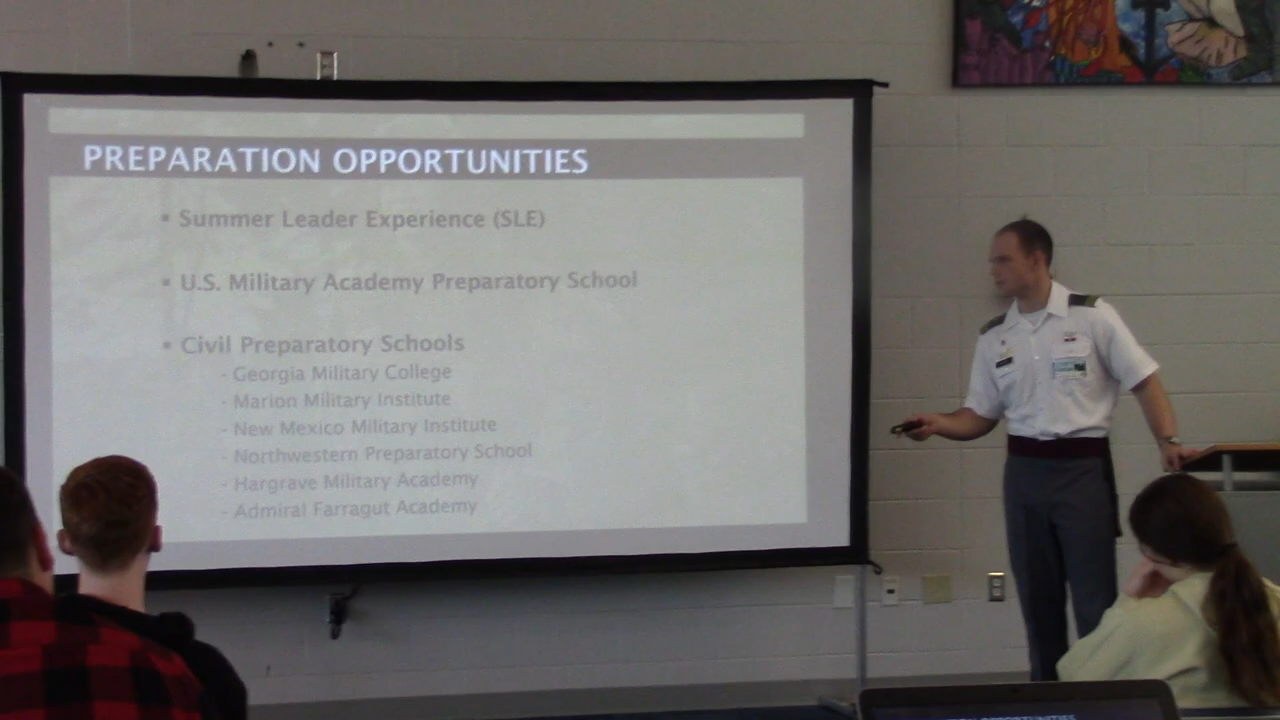 PREPARATION OPPORTUNITIES
▪ Summer Leader Experience (SLE)
▪ U.S. Military Academy Preparatory School
▪ Civil Preparatory Schools
- Georgia Military College
- Marion Military Institute
- New Mexico Military Institute
- Northwestern Preparatory School
- Hargrave Military Academy
- Admiral Farragut Academy
OPPORTUNITIES